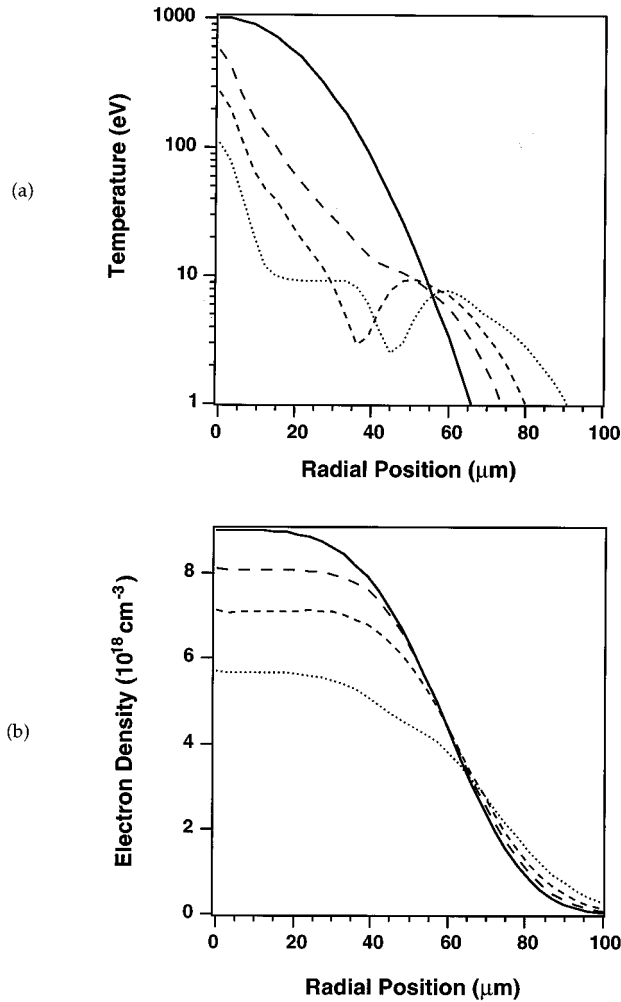 (a)
Temperature (eV)
1000
100
10
1
0 20 40 60 80 100
Radial Position (μm)
(b)
Electron Density (10¹⁸ cm⁻³)
8
6
4
2
0
0 20 40 60 80 100
Radial Position (μm)